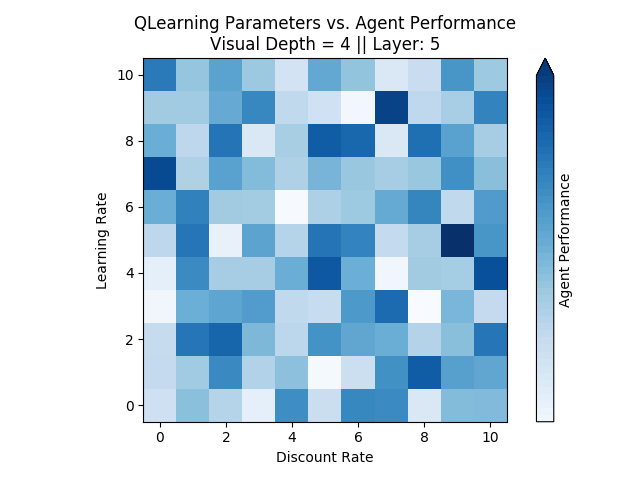 QLearning Parameters vs. Agent Performance
Visual Depth = 4 || Layer: 5
10
8
6
4
2
0
Learning Rate
0 2 4 6 8 10
Discount Rate
Agent Performance